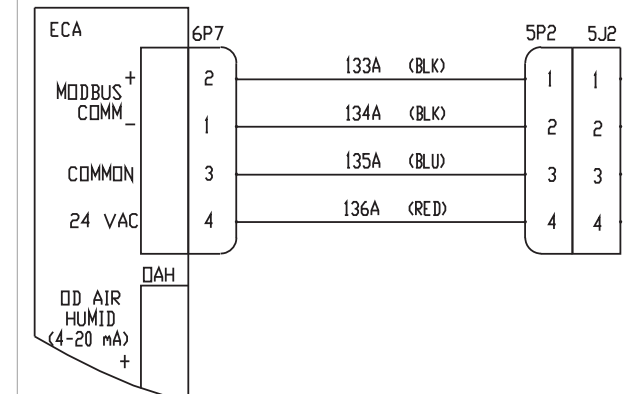 ECA 6P7 5P2 5J2
+ 2 133A (BLK) 1 1
MODBUS
COMM
− 1 134A (BLK) 2 2
COMMON 3 135A (BLU) 3 3
24 VAC 4 136A (RED) 4 4
OAH
OD AIR
HUMID
(4-20 mA)
+